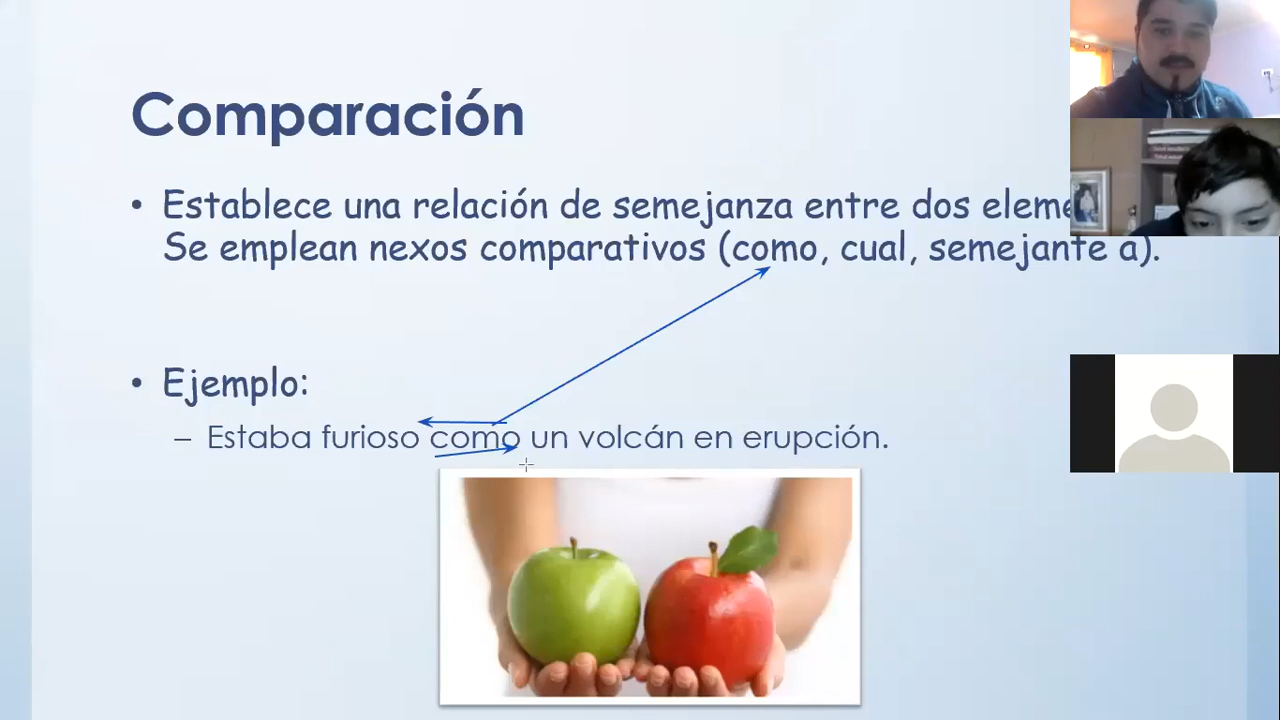 Comparación
• Establece una relación de semejanza entre dos
Se emplean nexos comparativos (como, cual, semejante a).
• Ejemplo:
– Estaba furioso como un volcán en erupción.